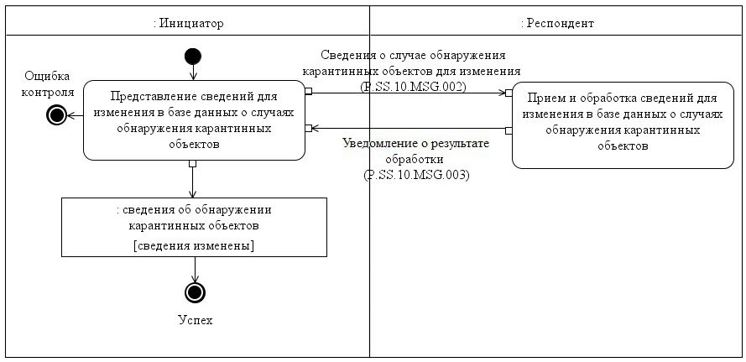 : Инициатор
: Респондент
Ошибка
контроля
Представление сведений для
изменения в базе данных о случаях
обнаружения карантинных
объектов
Сведения о случае обнаружения
карантинных объектов для изменения
(P.SS.10.MSG.002)
Прием и обработка сведений для
изменения в базе данных о случаях
обнаружения карантинных
объектов
Уведомление о результате
обработки
(P.SS.10.MSG.003)
: сведения об обнаружении
карантинных объектов
[сведения изменены]
Успех